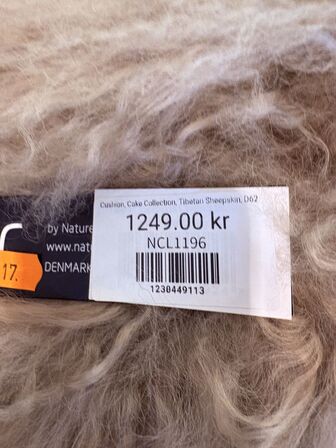 Cushion, Cake Collection, Tibetan Sheepskin, D62
1249.00 kr
NCL1196
1230449113
by Nature
www.natu
DENMARK
17.